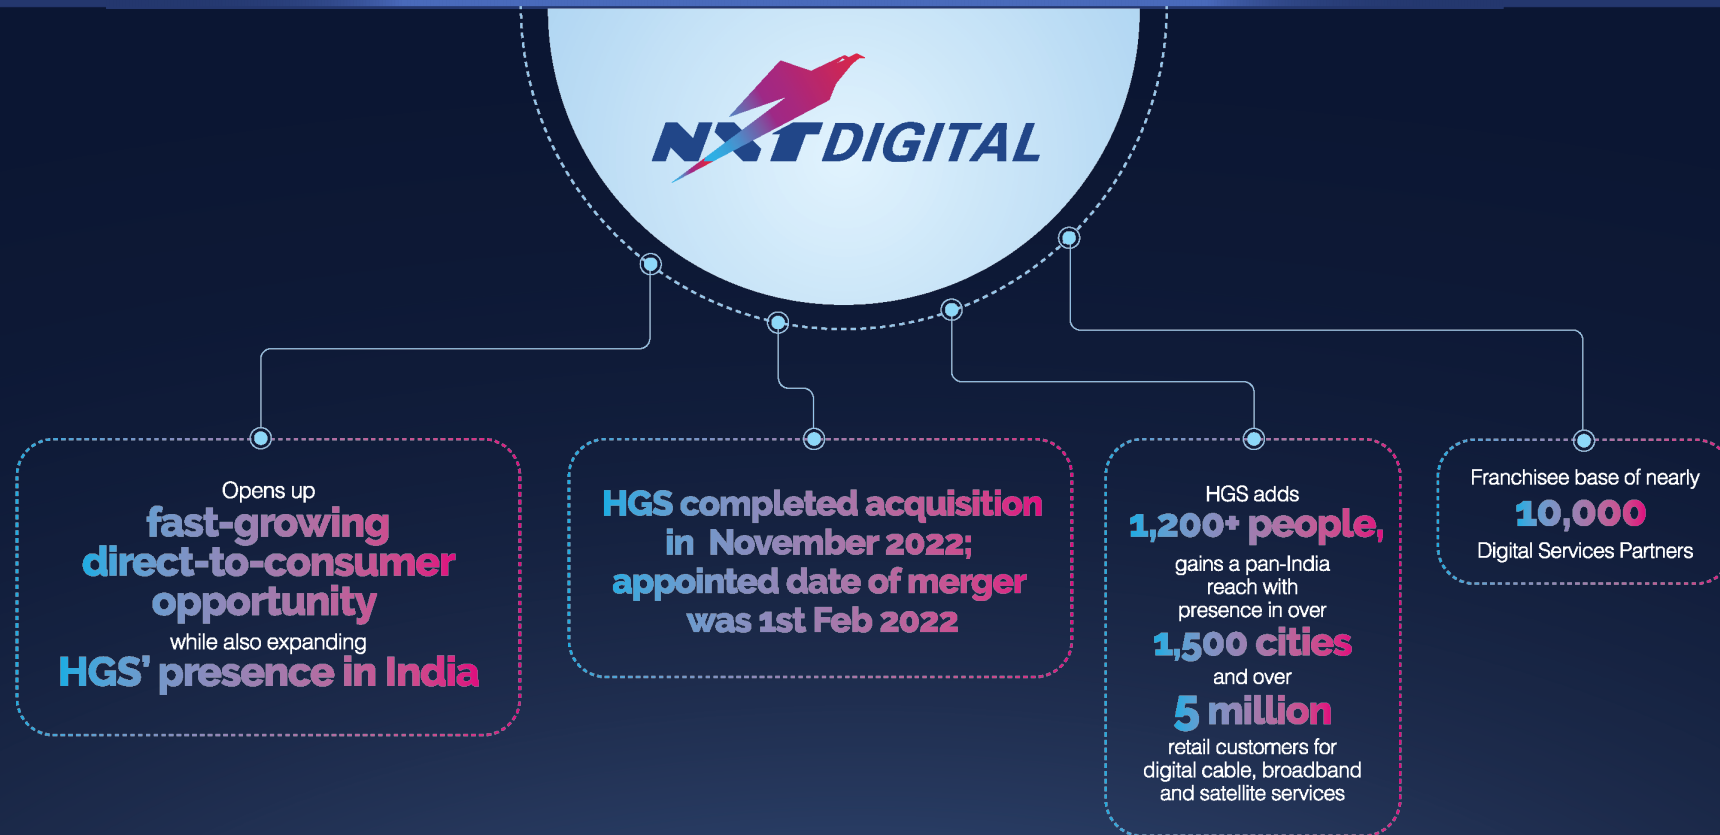 NXTDIGITAL
Opens up
fast-growing
direct-to-consumer
opportunity
while also expanding
HGS' presence in India
HGS completed acquisition
in November 2022;
appointed date of merger
was 1st Feb 2022
HGS adds
1,200+ people,
gains a pan-India
reach with
presence in over
1,500 cities
and over
5 million
retail customers for
digital cable, broadband
and satellite services
Franchisee base of nearly
10,000
Digital Services Partners